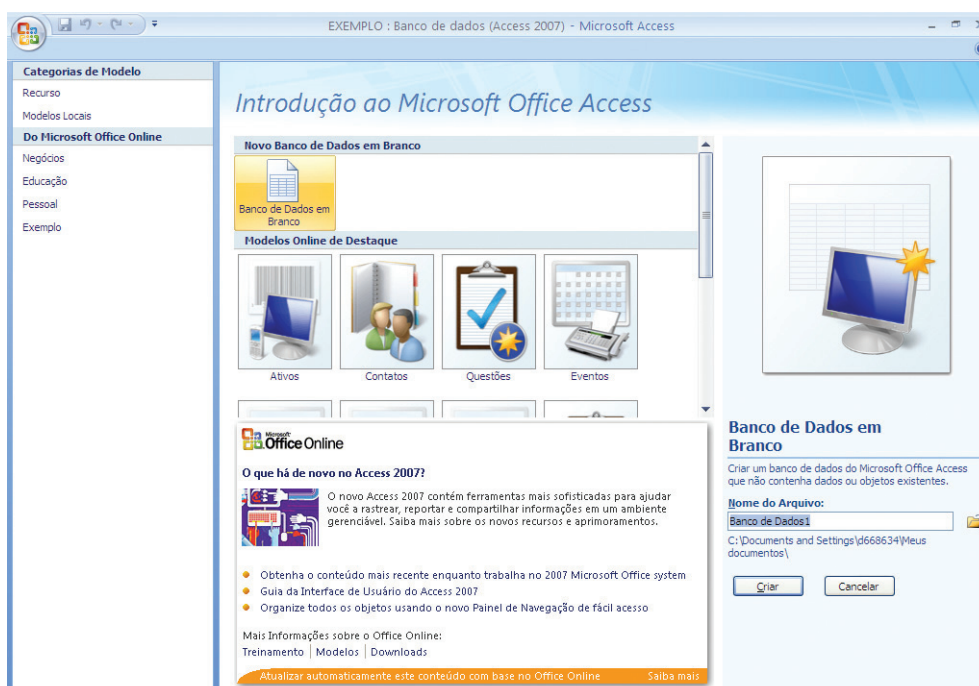 EXEMPLO : Banco de dados (Access 2007) - Microsoft Access
Categorias de Modelo
Recurso
Modelos Locais
Do Microsoft Office Online
Negócios
Educação
Pessoal
Exemplo
Introdução ao Microsoft Office Access
Novo Banco de Dados em Branco
Banco de Dados em
Branco
Modelos Online de Destaque
Ativos
Contatos
Questões
Eventos
Microsoft
Office Online
O que há de novo no Access 2007?
O novo Access 2007 contém ferramentas mais sofisticadas para ajudar
você a rastrear, reportar e compartilhar informações em um ambiente
gerenciável. Saiba mais sobre os novos recursos e aprimoramentos.
Obtenha o conteúdo mais recente enquanto trabalha no 2007 Microsoft Office system
Guia da Interface de Usuário do Access 2007
Organize todos os objetos usando o novo Painel de Navegação de fácil acesso
Mais Informações sobre o Office Online:
Treinamento | Modelos | Downloads
Atualizar automaticamente este conteúdo com base no Office Online
Saiba mais
Banco de Dados em
Branco
Criar um banco de dados do Microsoft Office Access
que não contenha dados ou objetos existentes.
Nome do Arquivo:
Banco de Dados1
C:\Documents and Settings\d668634\Meus
documentos\
Criar
Cancelar